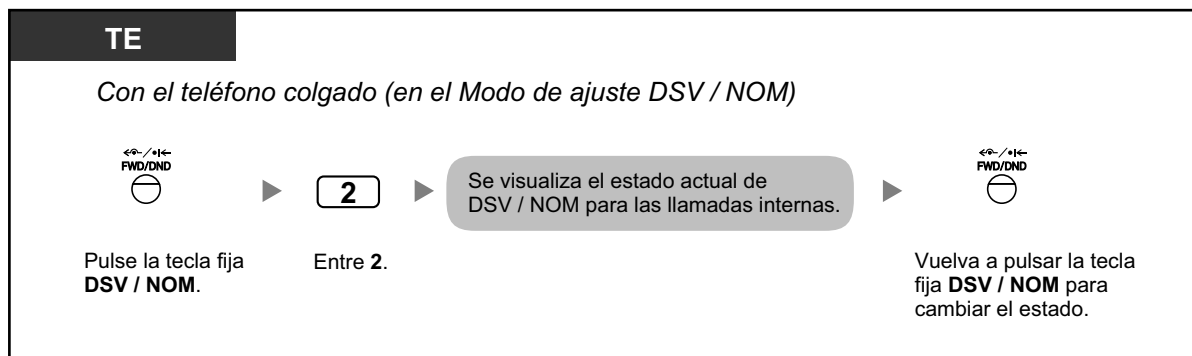 TE
Con el teléfono colgado (en el Modo de ajuste DSV / NOM)
FWD/DND
2
Se visualiza el estado actual de
DSV / NOM para las llamadas internas.
FWD/DND
Pulse la tecla fija
DSV / NOM.
Entre 2.
Vuelva a pulsar la tecla
fija DSV / NOM para
cambiar el estado.